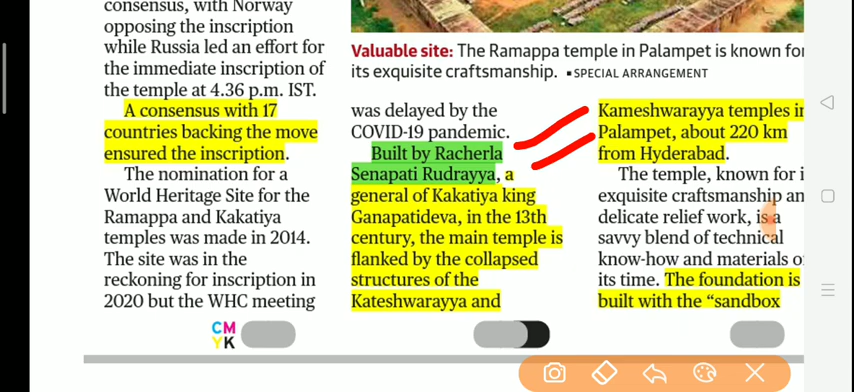 consensus, with Norway
opposing the inscription
while Russia led an effort for
the immediate inscription of
the temple at 4.36 p.m. IST.
A consensus with 17
countries backing the move
ensured the inscription.
The nomination for a
World Heritage Site for the
Ramappa and Kakatiya
temples was made in 2014.
The site was in the
reckoning for inscription in
2020 but the WHC meeting
Valuable site: The Ramappa temple in Palampet is known for
its exquisite craftsmanship. ▪ SPECIAL ARRANGEMENT
was delayed by the
COVID-19 pandemic.
Built by Racherla
Senapati Rudrayya, a
general of Kakatiya king
Ganapatideva, in the 13th
century, the main temple is
flanked by the collapsed
structures of the
Kateshwarayya and
Kameshwarayya temples in
Palampet, about 220 km
from Hyderabad.
The temple, known for i
exquisite craftsmanship an
delicate relief work, is a
savvy blend of technical
know-how and materials o
its time. The foundation is
built with the “sandbox
CM
YK